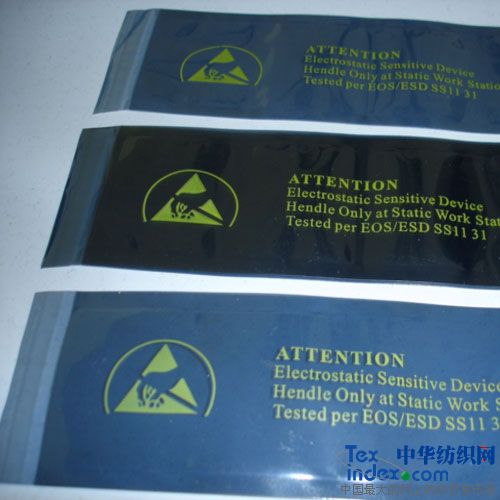 ATTENTION
Electrostatic Sensitive Device
Hendle Only at Static Work Statio
Tested per EOS/ESD SS11 31
ATTENTION
Electrostatic Sensitive Device
Hendle Only at Static Work Stat
Tested per EOS/ESD SS11 31
ATTENTION
Electrostatic Sensitive Device
Hendle Only at Static Work S
Tested per EOS/ESD SS11 3
Tex 中华纺织网
index.com